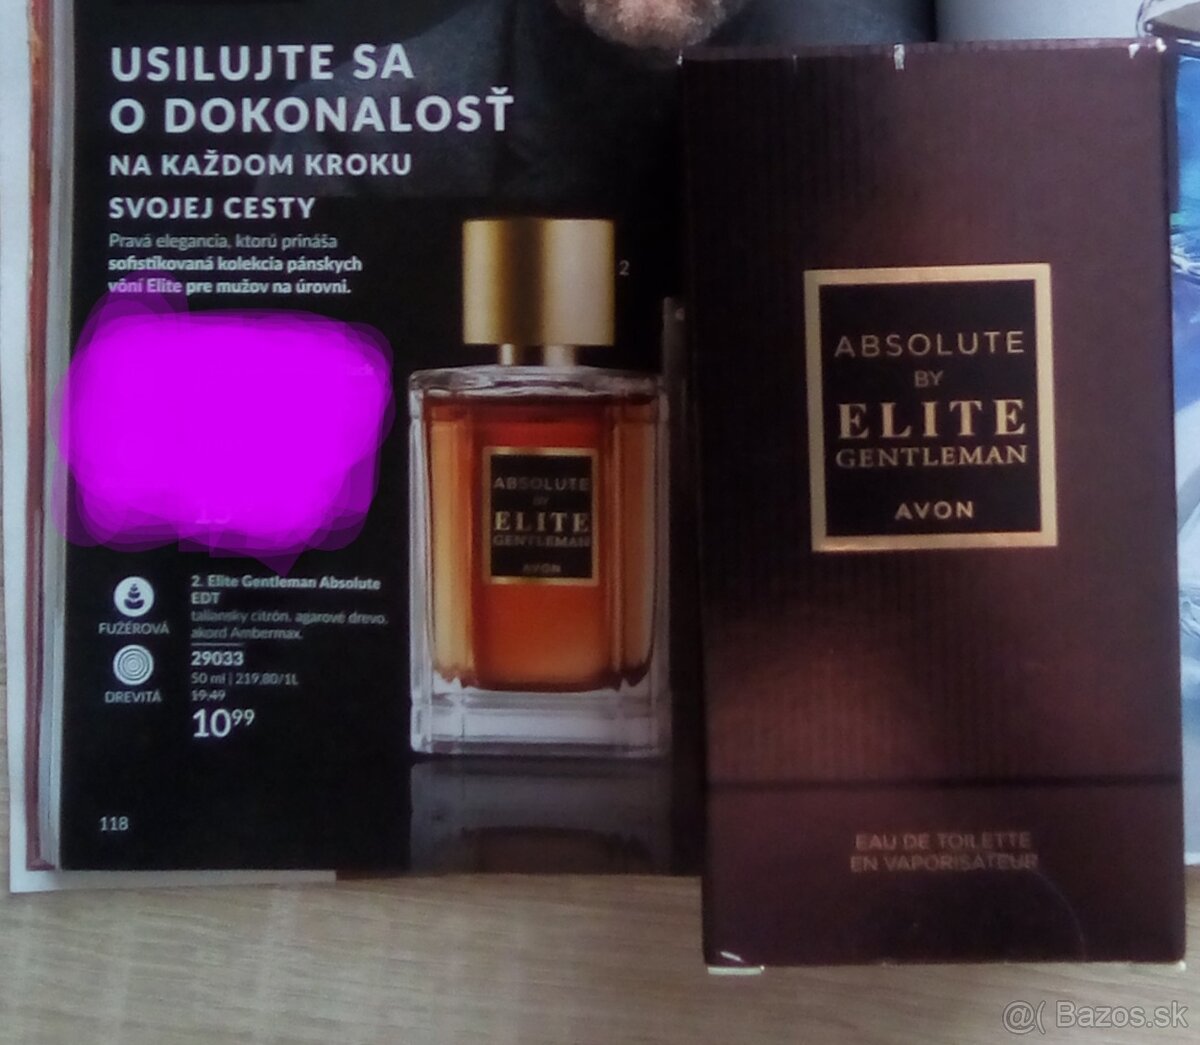 USILUJTE SA
O DOKONALOSŤ
NA KAŽDOM KROKU
SVOJEJ CESTY
Pravá elegancia, ktorú prináša
sofistikovaná kolekcia pánskych
vôní Elite pre mužov na úrovni.
2
FUŽÉROVÁ
DREVITÁ
2. Elite Gentleman Absolute
EDT
taliansky citrón, agarové drevo,
akord Ambermax.
29033
50 ml | 219,80/1L
19,49
10⁹⁹
118
ABSOLUTE
BY
ELITE
GENTLEMAN
AVON
ABSOLUTE
BY
ELITE
GENTLEMAN
AVON
EAU DE TOILETTE
EN VAPORISATEUR
@( Bazos.sk